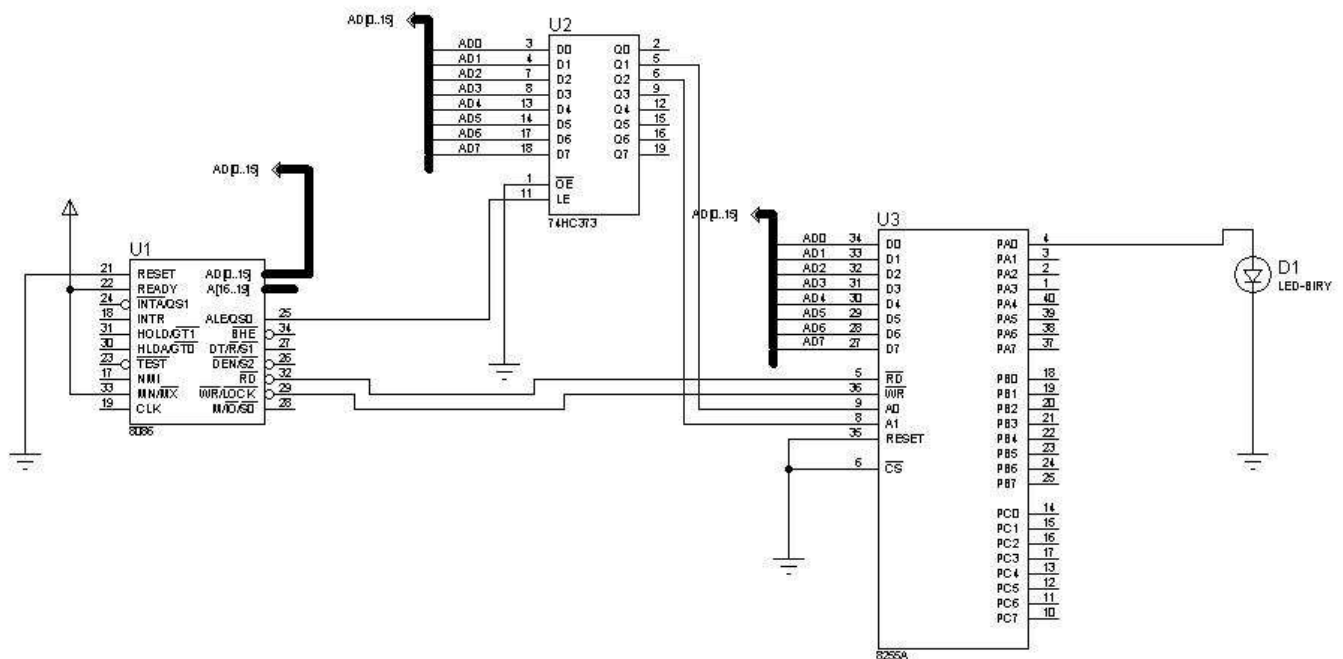 AD[0..15]
U2
AD0 3 D0 Q0 2
AD1 4 D1 Q1 5
AD2 7 D2 Q2 6
AD3 8 D3 Q3 9
AD4 13 D4 Q4 12
AD5 14 D5 Q5 15
AD6 17 D6 Q6 16
AD7 18 D7 Q7 19
1 OE
11 LE
74HC373
AD[0..15]
U1
21 RESET AD[0..15]
22 READY A[16..19]
24 INTA/QS1
18 INTR ALE/QS0 25
31 HOLD/GT1 BHE 34
30 HLDA/GT0 DT/R/S1 27
23 TEST DEN/S2 26
17 NMI RD 32
33 MN/MX WR/LOCK 29
19 CLK M/IO/S0 28
8086
AD[0..15]
U3
AD0 34 D0 PA0 4
AD1 33 D1 PA1 3
AD2 32 D2 PA2 2
AD3 31 D3 PA3 1
AD4 30 D4 PA4 40
AD5 29 D5 PA5 39
AD6 28 D6 PA6 38
AD7 27 D7 PA7 37
5 RD PB0 18
36 WR PB1 19
9 A0 PB2 20
8 A1 PB3 21
35 RESET PB4 22
PB5 23
6 CS PB6 24
PB7 25
PC0 14
PC1 15
PC2 16
PC3 17
PC4 13
PC5 12
PC6 11
PC7 10
8255A
D1
LED-BIRY